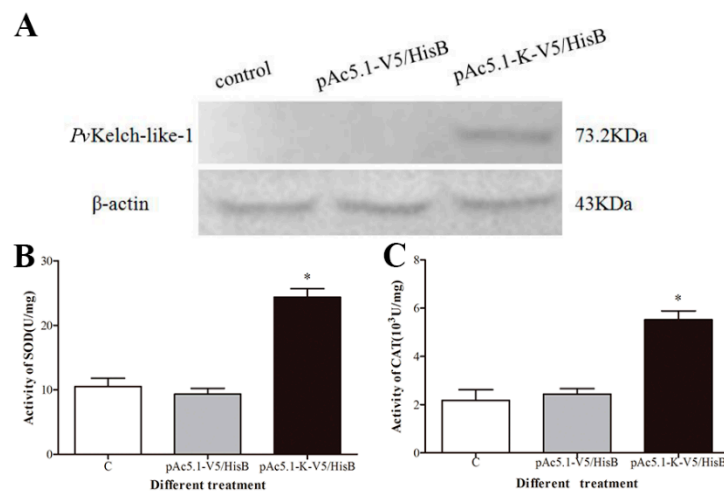 A
control
pAc5.1-V5/HisB
pAc5.1-K-V5/HisB
PvKelch-like-1
73.2KDa
β-actin
43KDa
B
Activity of SOD(U/mg)
30
20
10
0
*
C
pAc5.1-V5/HisB
pAc5.1-K-V5/HisB
Different treatment
C
Activity of CAT(10³U/mg)
8
6
4
2
0
*
C
pAc5.1-V5/HisB
pAc5.1-K-V5/HisB
Different treatment